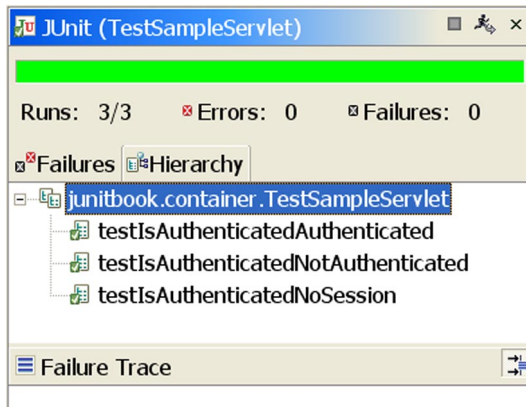 JU JUnit (TestSampleServlet)
Runs: 3/3 Errors: 0 Failures: 0
Failures Hierarchy
junitbook.container.TestSampleServlet
testIsAuthenticatedAuthenticated
testIsAuthenticatedNotAuthenticated
testIsAuthenticatedNoSession
Failure Trace